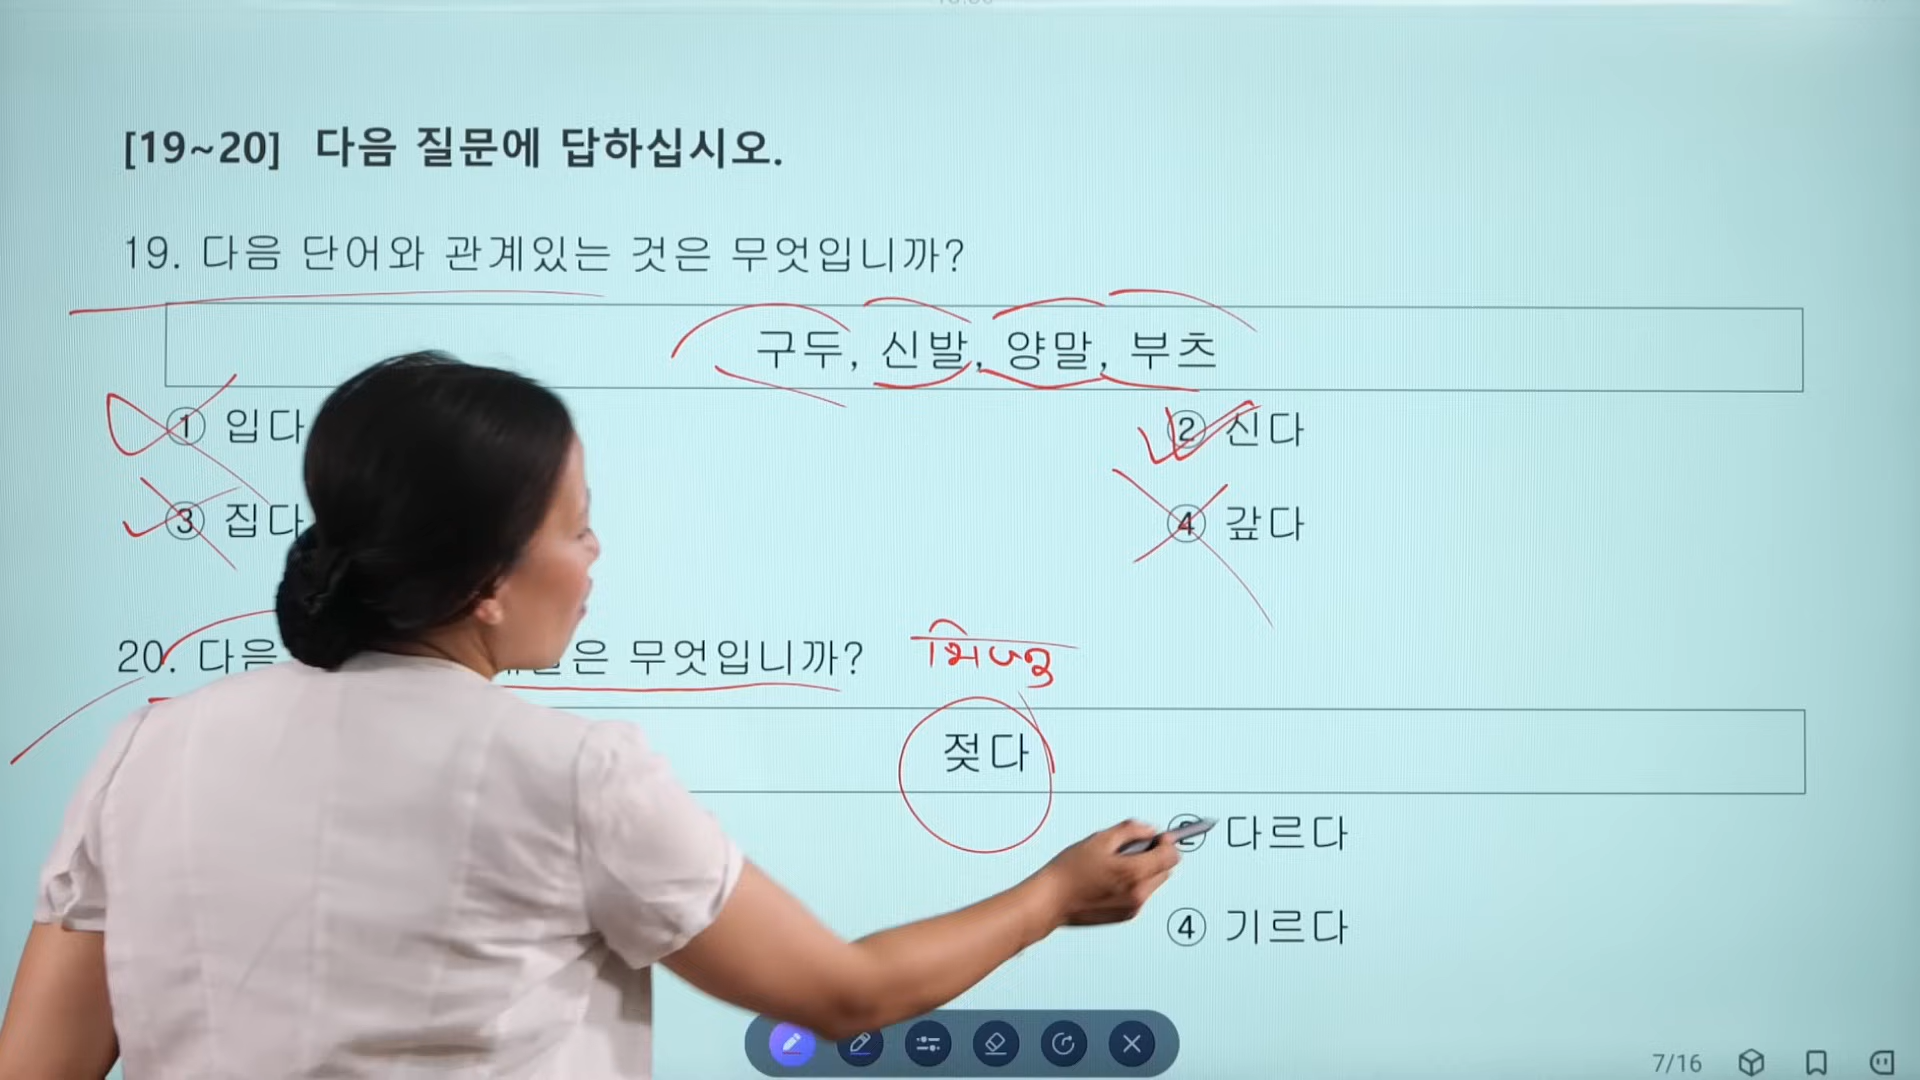 [19~20] 다음 질문에 답하십시오.
19. 다음 단어와 관계있는 것은 무엇입니까?
구두, 신발, 양말, 부츠
① 입다
② 신다
③ 집다
④ 갚다
20. 다음 은 무엇입니까?
젖다
② 다르다
④ 기르다
7/16